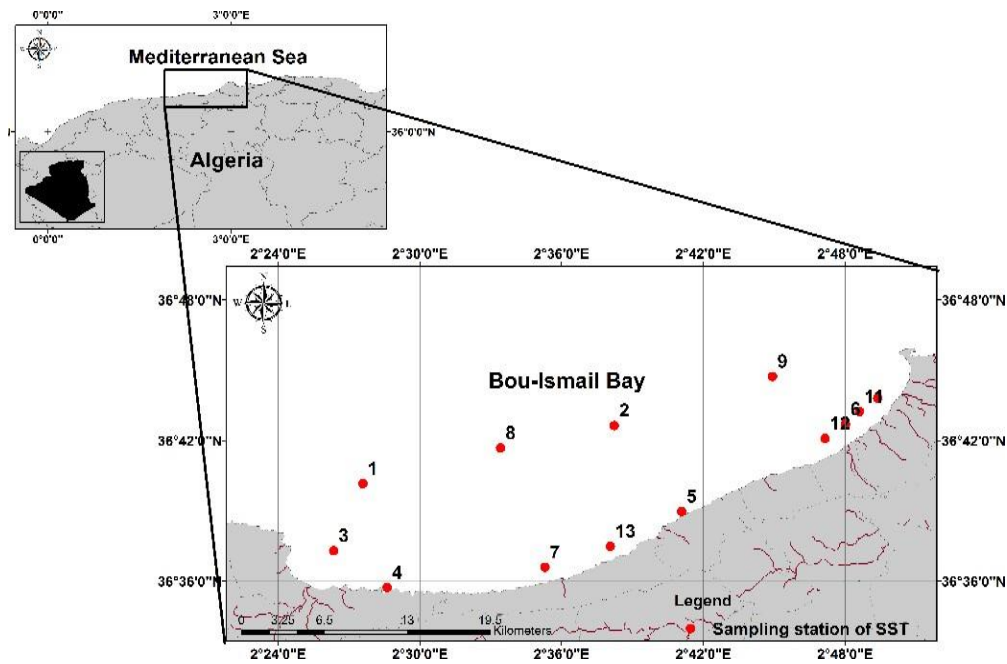 0°0'0"
3°0'0"E
N
S
Mediterranean Sea
36°0'0"N
Algeria
0°0'0"
3°0'0"E
2°24'0"E
2°30'0"E
2°36'0"E
2°42'0"E
2°48'0"E
36°48'0"N
N
W
S
36°48'0"N
9
Bou-Ismail Bay
2
8
6
36°42'0"N
36°42'0"N
1
5
3
13
7
4
36°36'0"N
36°36'0"N
Legend
0 3,25 6,5 13 19,5
Kilometers
Sampling station of SST
2°24'0"E
2°30'0"E
2°36'0"E
2°42'0"E
2°48'0"E